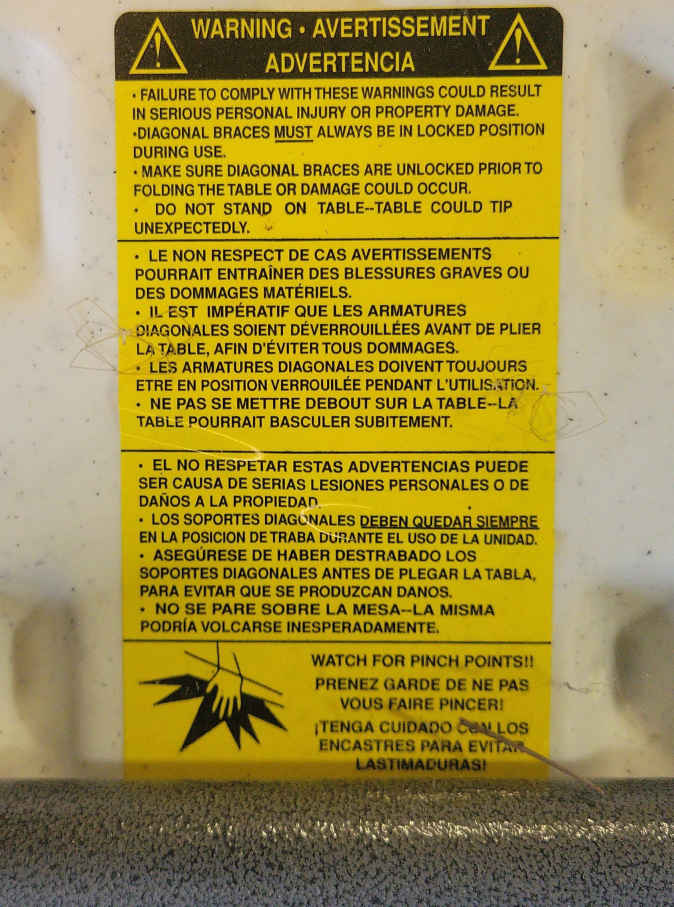 WARNING • AVERTISSEMENT
ADVERTENCIA
• FAILURE TO COMPLY WITH THESE WARNINGS COULD RESULT
IN SERIOUS PERSONAL INJURY OR PROPERTY DAMAGE.
•DIAGONAL BRACES MUST ALWAYS BE IN LOCKED POSITION
DURING USE.
• MAKE SURE DIAGONAL BRACES ARE UNLOCKED PRIOR TO
FOLDING THE TABLE OR DAMAGE COULD OCCUR.
• DO NOT STAND ON TABLE--TABLE COULD TIP
UNEXPECTEDLY.
• LE NON RESPECT DE CAS AVERTISSEMENTS
POURRAIT ENTRAÎNER DES BLESSURES GRAVES OU
DES DOMMAGES MATÉRIELS.
• IL EST IMPÉRATIF QUE LES ARMATURES
DIAGONALES SOIENT DÉVERROUILLÉES AVANT DE PLIER
LA TABLE, AFIN D'ÉVITER TOUS DOMMAGES.
• LES ARMATURES DIAGONALES DOIVENT TOUJOURS
ETRE EN POSITION VERROUILÉE PENDANT L'UTILISATION.
• NE PAS SE METTRE DEBOUT SUR LA TABLE--LA
TABLE POURRAIT BASCULER SUBITEMENT.
• EL NO RESPETAR ESTAS ADVERTENCIAS PUEDE
SER CAUSA DE SERIAS LESIONES PERSONALES O DE
DAÑOS A LA PROPIEDAD.
• LOS SOPORTES DIAGONALES DEBEN QUEDAR SIEMPRE
EN LA POSICION DE TRABA DURANTE EL USO DE LA UNIDAD.
• ASEGÚRESE DE HABER DESTRABADO LOS
SOPORTES DIAGONALES ANTES DE PLEGAR LA TABLA,
PARA EVITAR QUE SE PRODUZCAN DANOS.
• NO SE PARE SOBRE LA MESA--LA MISMA
PODRÍA VOLCARSE INESPERADAMENTE.
WATCH FOR PINCH POINTS!!
PRENEZ GARDE DE NE PAS
VOUS FAIRE PINCER!
¡TENGA CUIDADO CON LOS
ENCASTRES PARA EVITAR
LASTIMADURAS!